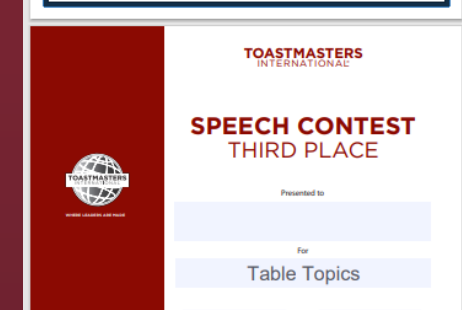 TOASTMASTERS
INTERNATIONAL
SPEECH CONTEST
THIRD PLACE
TOASTMASTERS
INTERNATIONAL
WHERE LEADERS ARE MADE
Presented to
For
Table Topics